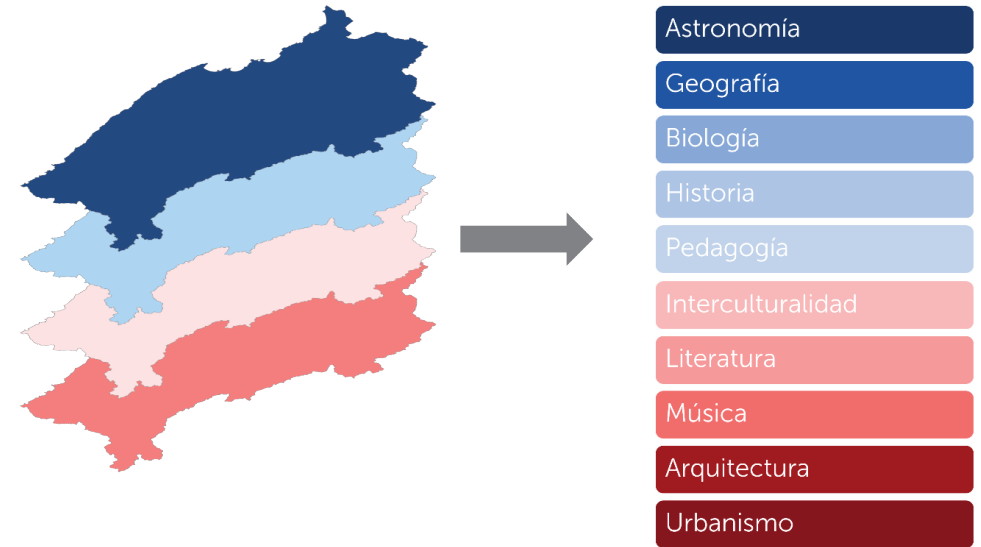 Astronomía
Geografía
Biología
Historia
Pedagogía
Interculturalidad
Literatura
Música
Arquitectura
Urbanismo